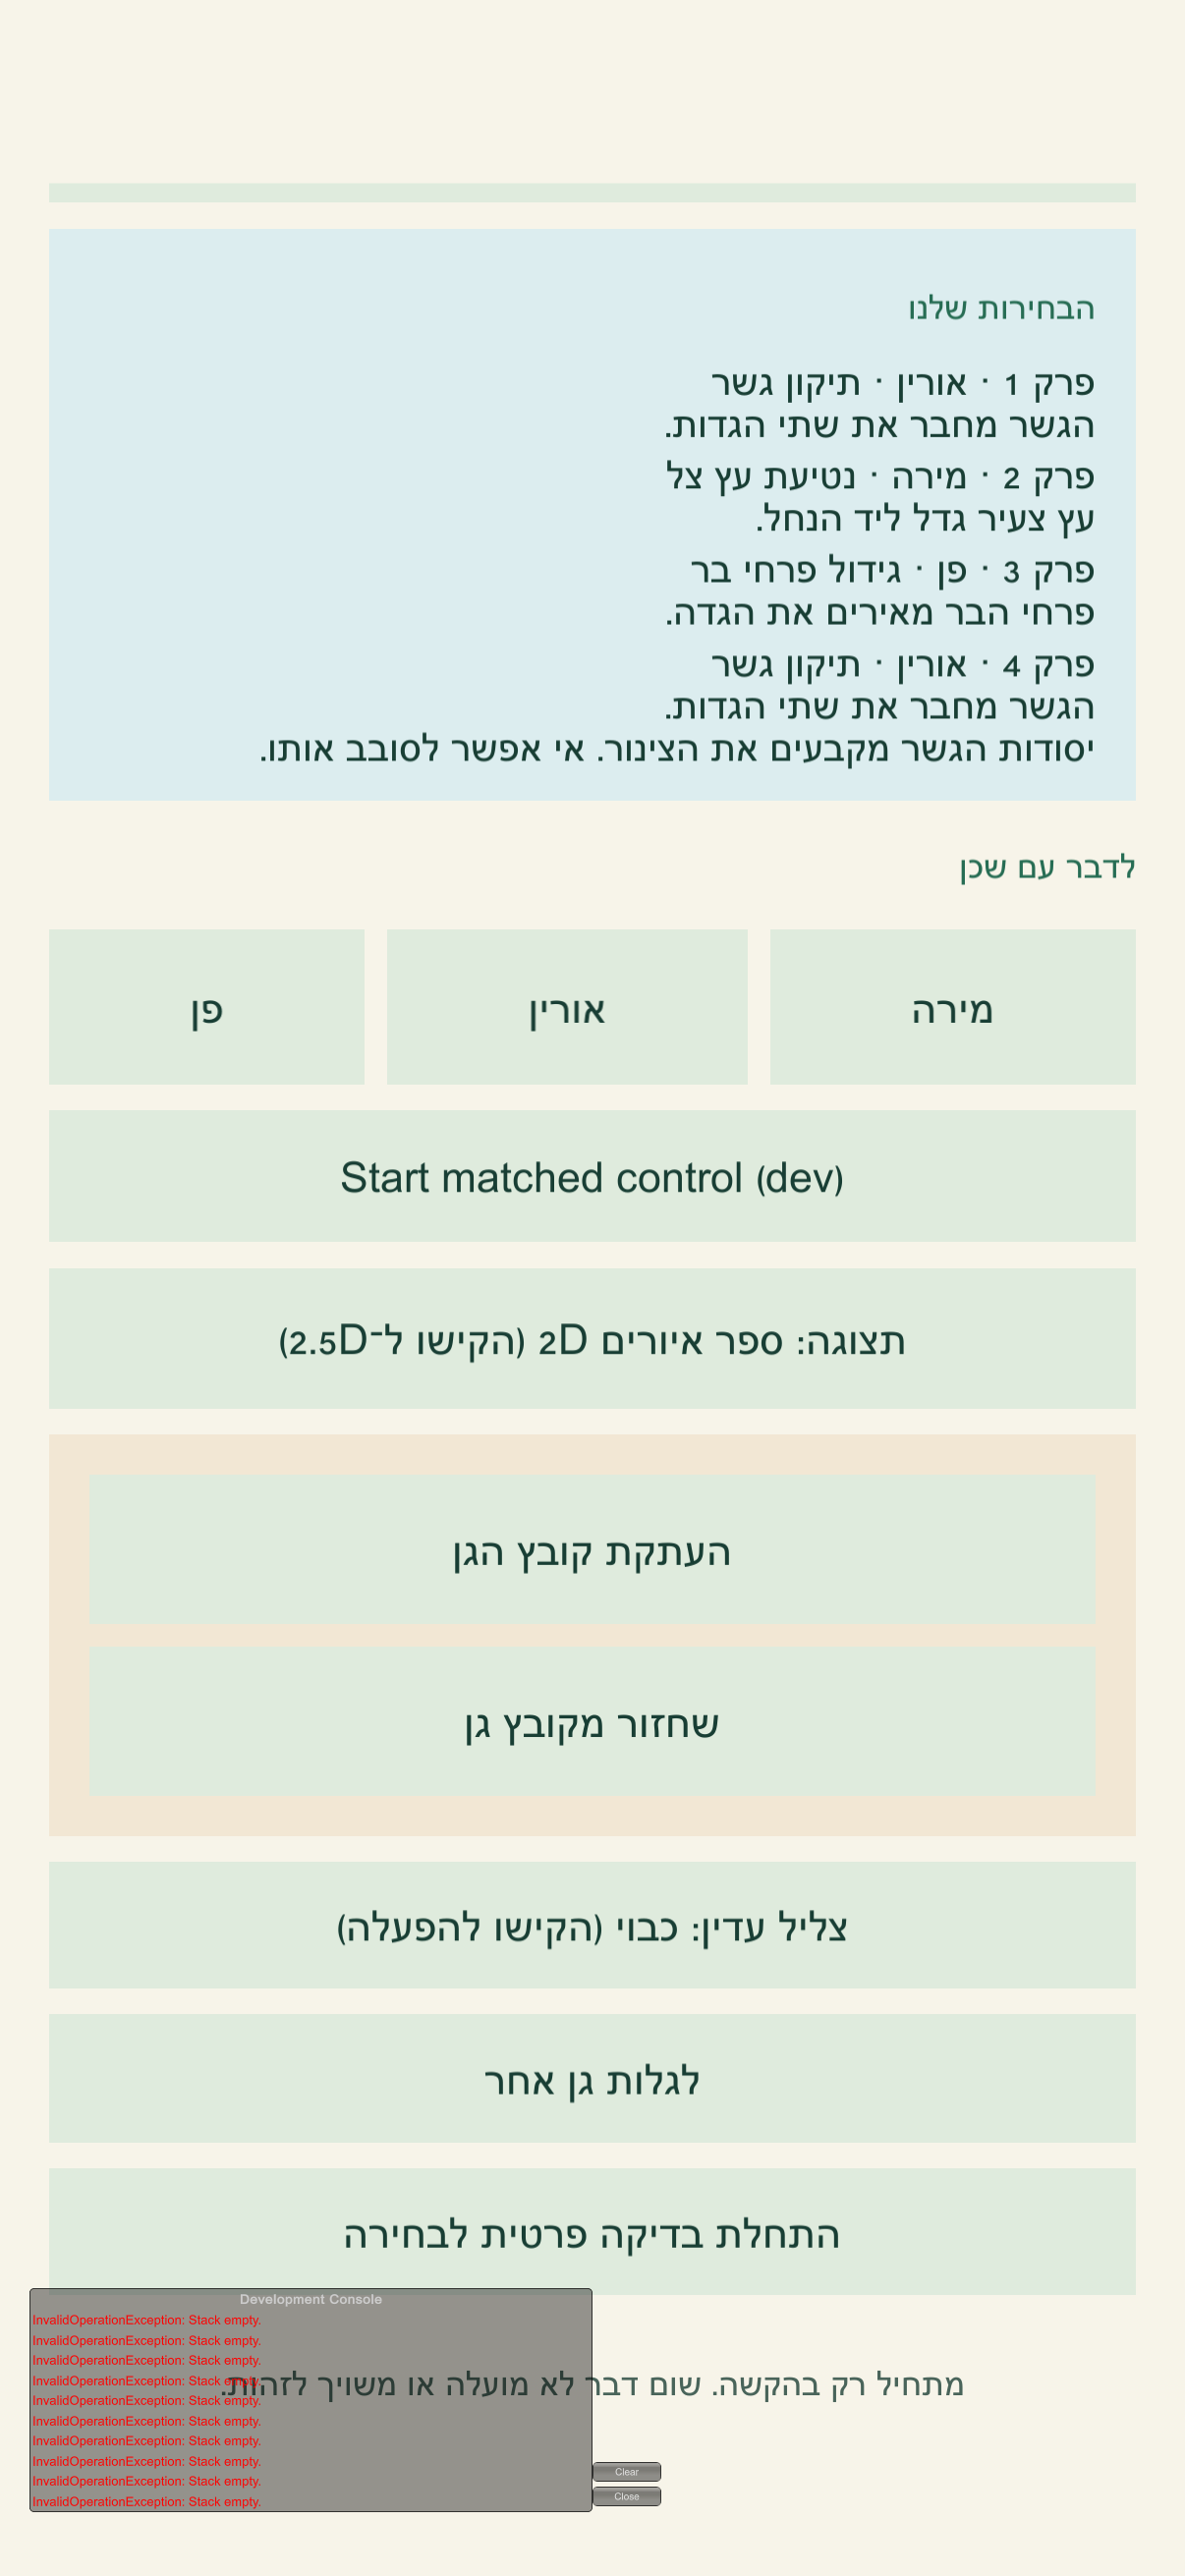 הבחירות שלנו
פרק 1 · אורין · תיקון גשר
הגשר מחבר את שתי הגדות.
פרק 2 · מירה · נטיעת עץ צל
עץ צעיר גדל ליד הנחל.
פרק 3 · פן · גידול פרחי בר
פרחי הבר מאירים את הגדה.
פרק 4 · אורין · תיקון גשר
הגשר מחבר את שתי הגדות.
יסודות הגשר מקבעים את הצינור. אי אפשר לסובב אותו.
לדבר עם שכן
מירה
אורין
פן
Start matched control (dev)
תצוגה: ספר איורים 2D (הקישו ל־2.5D)
העתקת קובץ הגן
שחזור מקובץ גן
צליל עדין: כבוי (הקישו להפעלה)
לגלות גן אחר
התחלת בדיקה פרטית לבחירה
מתחיל רק בהקשה. שום דבר לא מועלה או משויך לזהות.
Development Console
InvalidOperationException: Stack empty.
InvalidOperationException: Stack empty.
InvalidOperationException: Stack empty.
InvalidOperationException: Stack empty.
InvalidOperationException: Stack empty.
InvalidOperationException: Stack empty.
InvalidOperationException: Stack empty.
InvalidOperationException: Stack empty.
InvalidOperationException: Stack empty.
InvalidOperationException: Stack empty.
Clear
Close